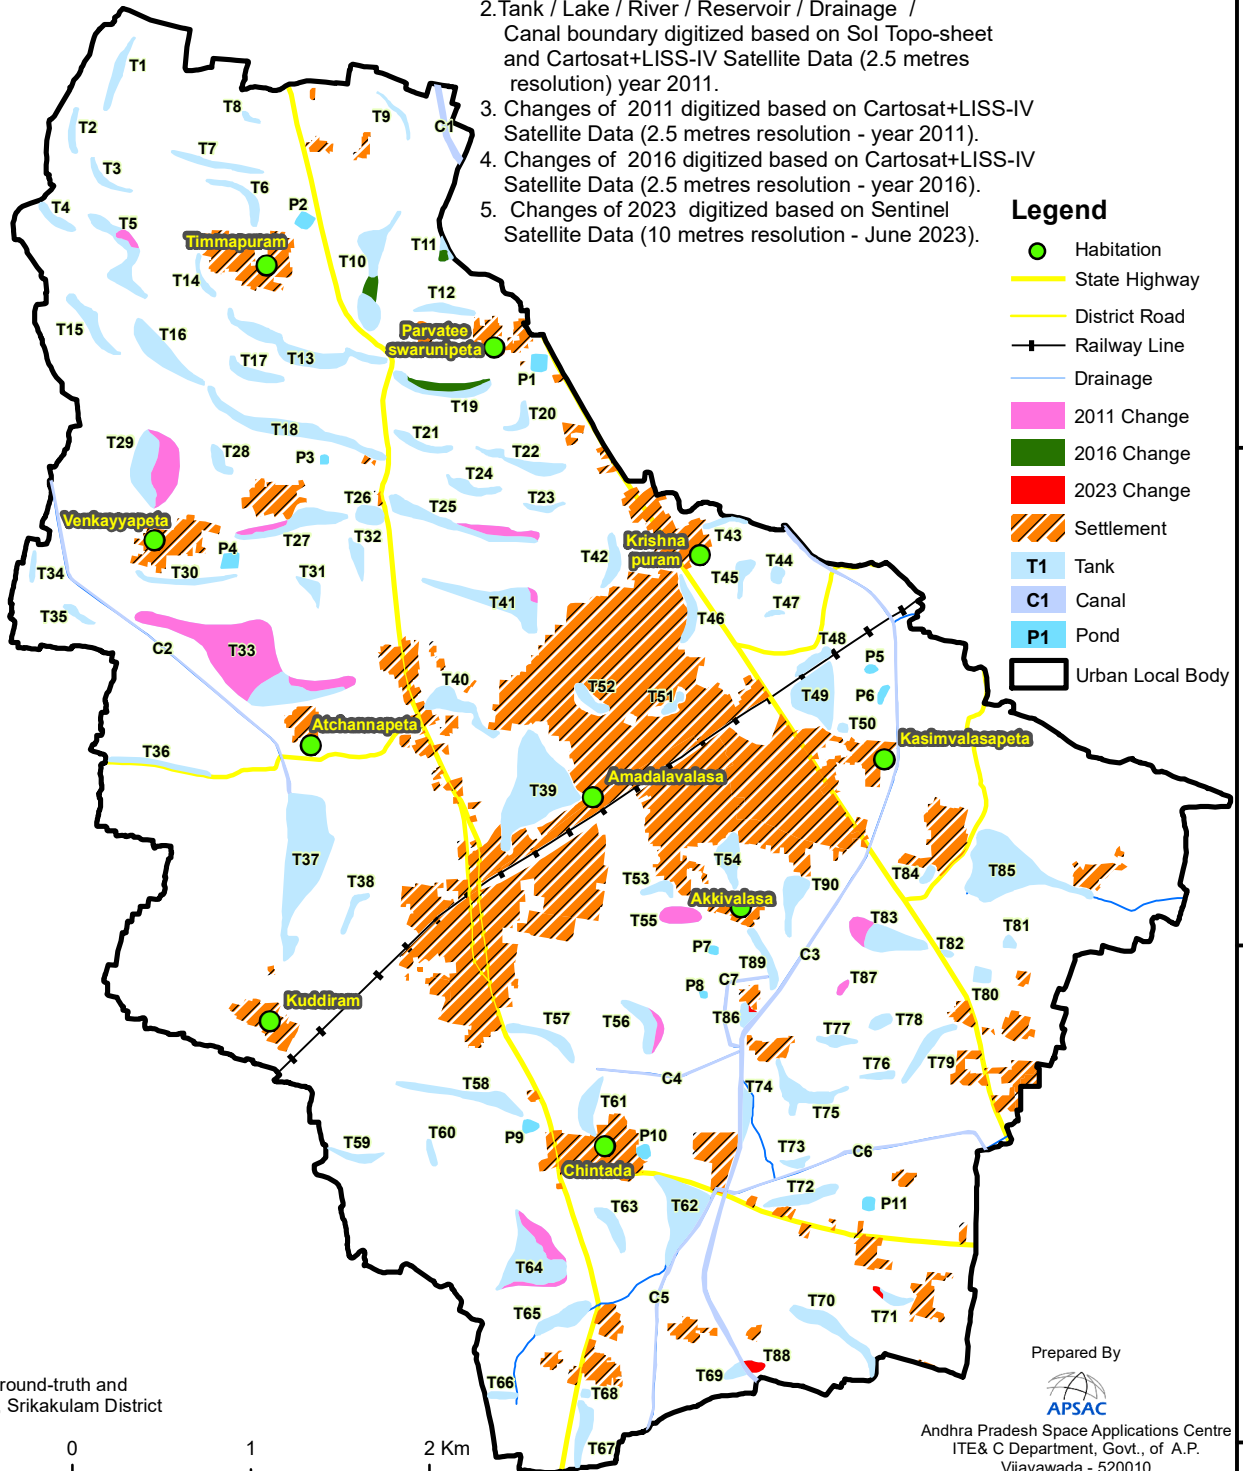 2.Tank / Lake / River / Reservoir / Drainage /
Canal boundary digitized based on SoI Topo-sheet
and Cartosat+LISS-IV Satellite Data (2.5 metres
resolution) year 2011.
3. Changes of 2011 digitized based on Cartosat+LISS-IV
Satellite Data (2.5 metres resolution - year 2011).
4. Changes of 2016 digitized based on Cartosat+LISS-IV
Satellite Data (2.5 metres resolution - year 2016).
5. Changes of 2023 digitized based on Sentinel
Satellite Data (10 metres resolution - June 2023).
Legend
Habitation
State Highway
District Road
Railway Line
Drainage
2011 Change
2016 Change
2023 Change
Settlement
T1 Tank
C1 Canal
P1 Pond
Urban Local Body
T1
T8
T9
T2
C1
T7
T3
T6
P2
T4
T5
Timmapuram
T11
T10
T14
T12
T15
T16
Parvatee
swarunipeta
T17
T13
P1
T19
T20
T18
T21
T29
T28
P3
T22
T24
T26
T25
T23
Venkayyapeta
T27
T32
T43
Krishna
puram
P4
T42
T44
T34
T30
T31
T45
T41
T47
T35
T46
C2
T33
T48
P5
T40
T52
T51
T49
P6
Atchannapeta
T50
Kasimvalasapeta
T36
Amadalavalasa
T39
T37
T54
T38
T53
T90
T84
T85
Akkivalasa
T55
T83
T81
P7
T82
T89
C3
P8
C7
T87
T80
Kuddiram
T57
T56
T86
T77
T78
T76
T79
C4
T58
T74
T61
T75
P9
T60
P10
T59
T73
C6
Chintada
T72
T63
T62
P11
T64
C5
T65
T70
T71
T88
T69
T66
T68
T67
Prepared By
APSAC
Andhra Pradesh Space Applications Centre
ITE& C Department, Govt., of A.P.
Vijayawada - 520010
round-truth and
Srikakulam District
0 1 2 Km